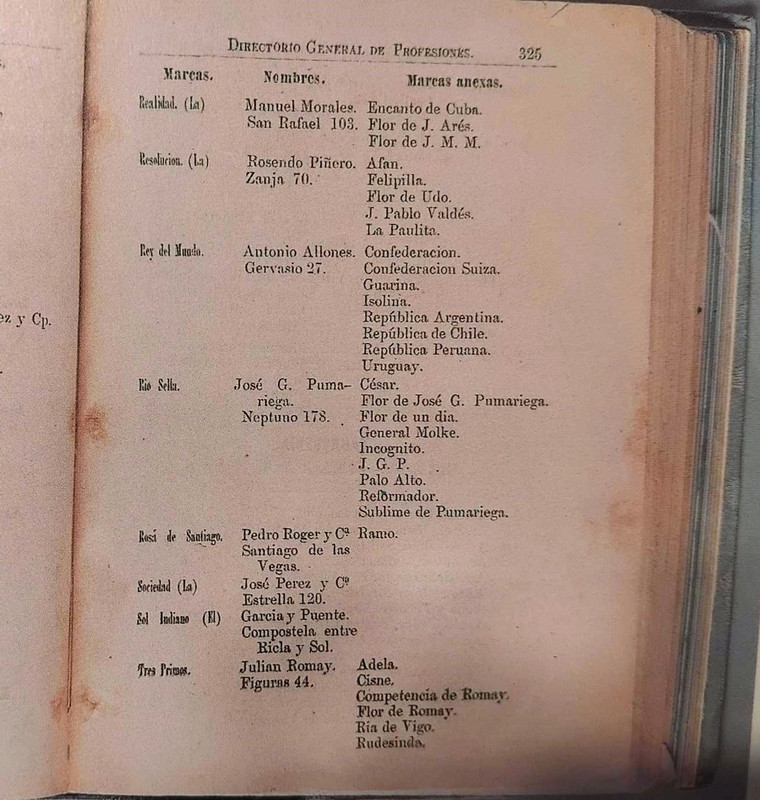 DIRECTORIO GENERAL DE PROFESIONES. 325
Marcas. Nombres. Marcas anexas.
Realidad. (La) Manuel Morales. Encanto de Cuba.
San Rafael 103. Flor de J. Arés.
Flor de J. M. M.
Resolucion. (La) Rosendo Piñero. Afan.
Zanja 70. Felipilla.
Flor de Udo.
J. Pablo Valdés.
La Paulita.
Rey del Mundo. Antonio Allones. Confederacion.
Gervasio 27. Confederacion Suiza.
Guarina.
Isolina.
República Argentina.
República de Chile.
República Peruana.
Uruguay.
Rio Sella. José G. Puma- César.
riega. Flor de José G. Pumariega.
Neptuno 178. Flor de un dia.
General Molke.
Incognito.
J. G. P.
Palo Alto.
Reformador.
Sublime de Pumariega.
Rosa de Santiago. Pedro Roger y Cª Ramo.
Santiago de las
Vegas.
Sociedad (La) José Perez y Cº
Estrella 120.
Sol Indiano (El) Garcia y Puente.
Compostela entre
Ricla y Sol.
Tres Primos. Julian Romay. Adela.
Figuras 44. Cisne.
Competencia de Romay.
Flor de Romay.
Ria de Vigo.
Rudesinda.
ez y Cp.